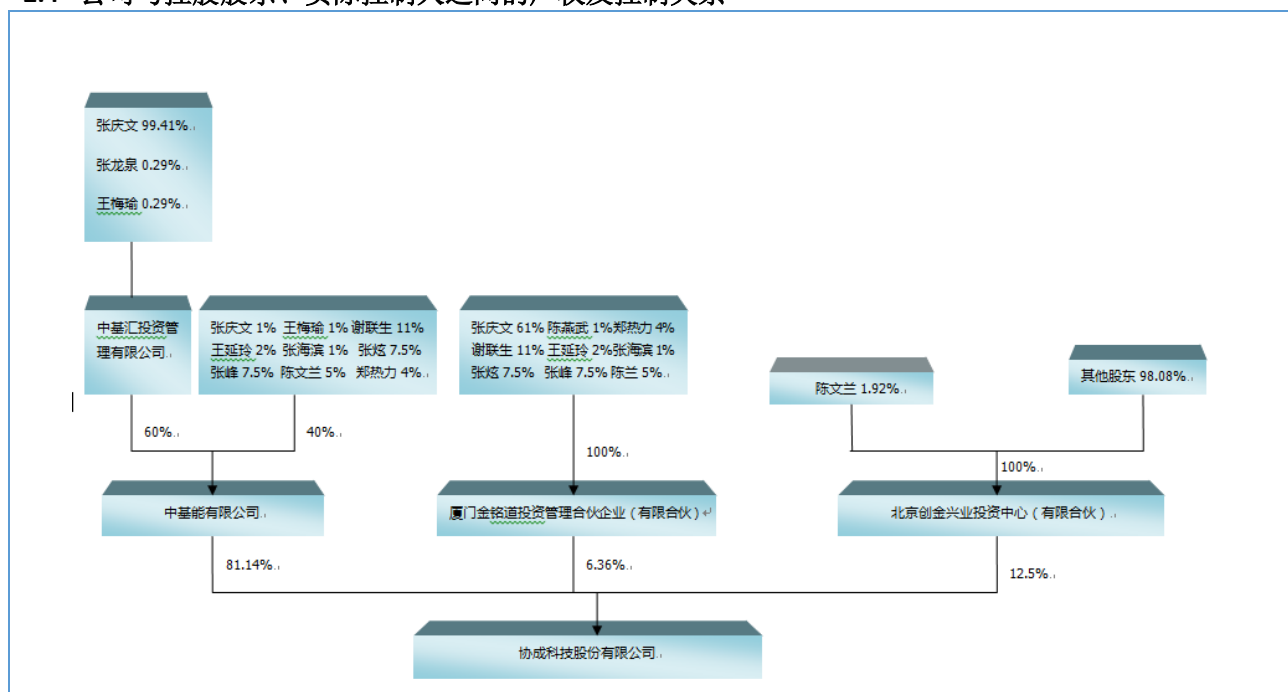 张庆文 99.41%
张龙泉 0.29%
王梅瑜 0.29%
中基汇投资管
理有限公司
张庆文 1% 王梅瑜 1% 谢联生 11%
王延玲 2% 张海滨 1% 张炫 7.5%
张峰 7.5% 陈文兰 5% 郑热力 4%
张庆文 61% 陈燕武 1% 郑热力 4%
谢联生 11% 王延玲 2% 张海滨 1%
张炫 7.5% 张峰 7.5% 陈兰 5%
陈文兰 1.92%
其他股东 98.08%
60%
40%
100%
100%
中基能有限公司
厦门金铭道投资管理合伙企业（有限合伙）
北京创金兴业投资中心（有限合伙）
81.14%
6.36%
12.5%
协成科技股份有限公司